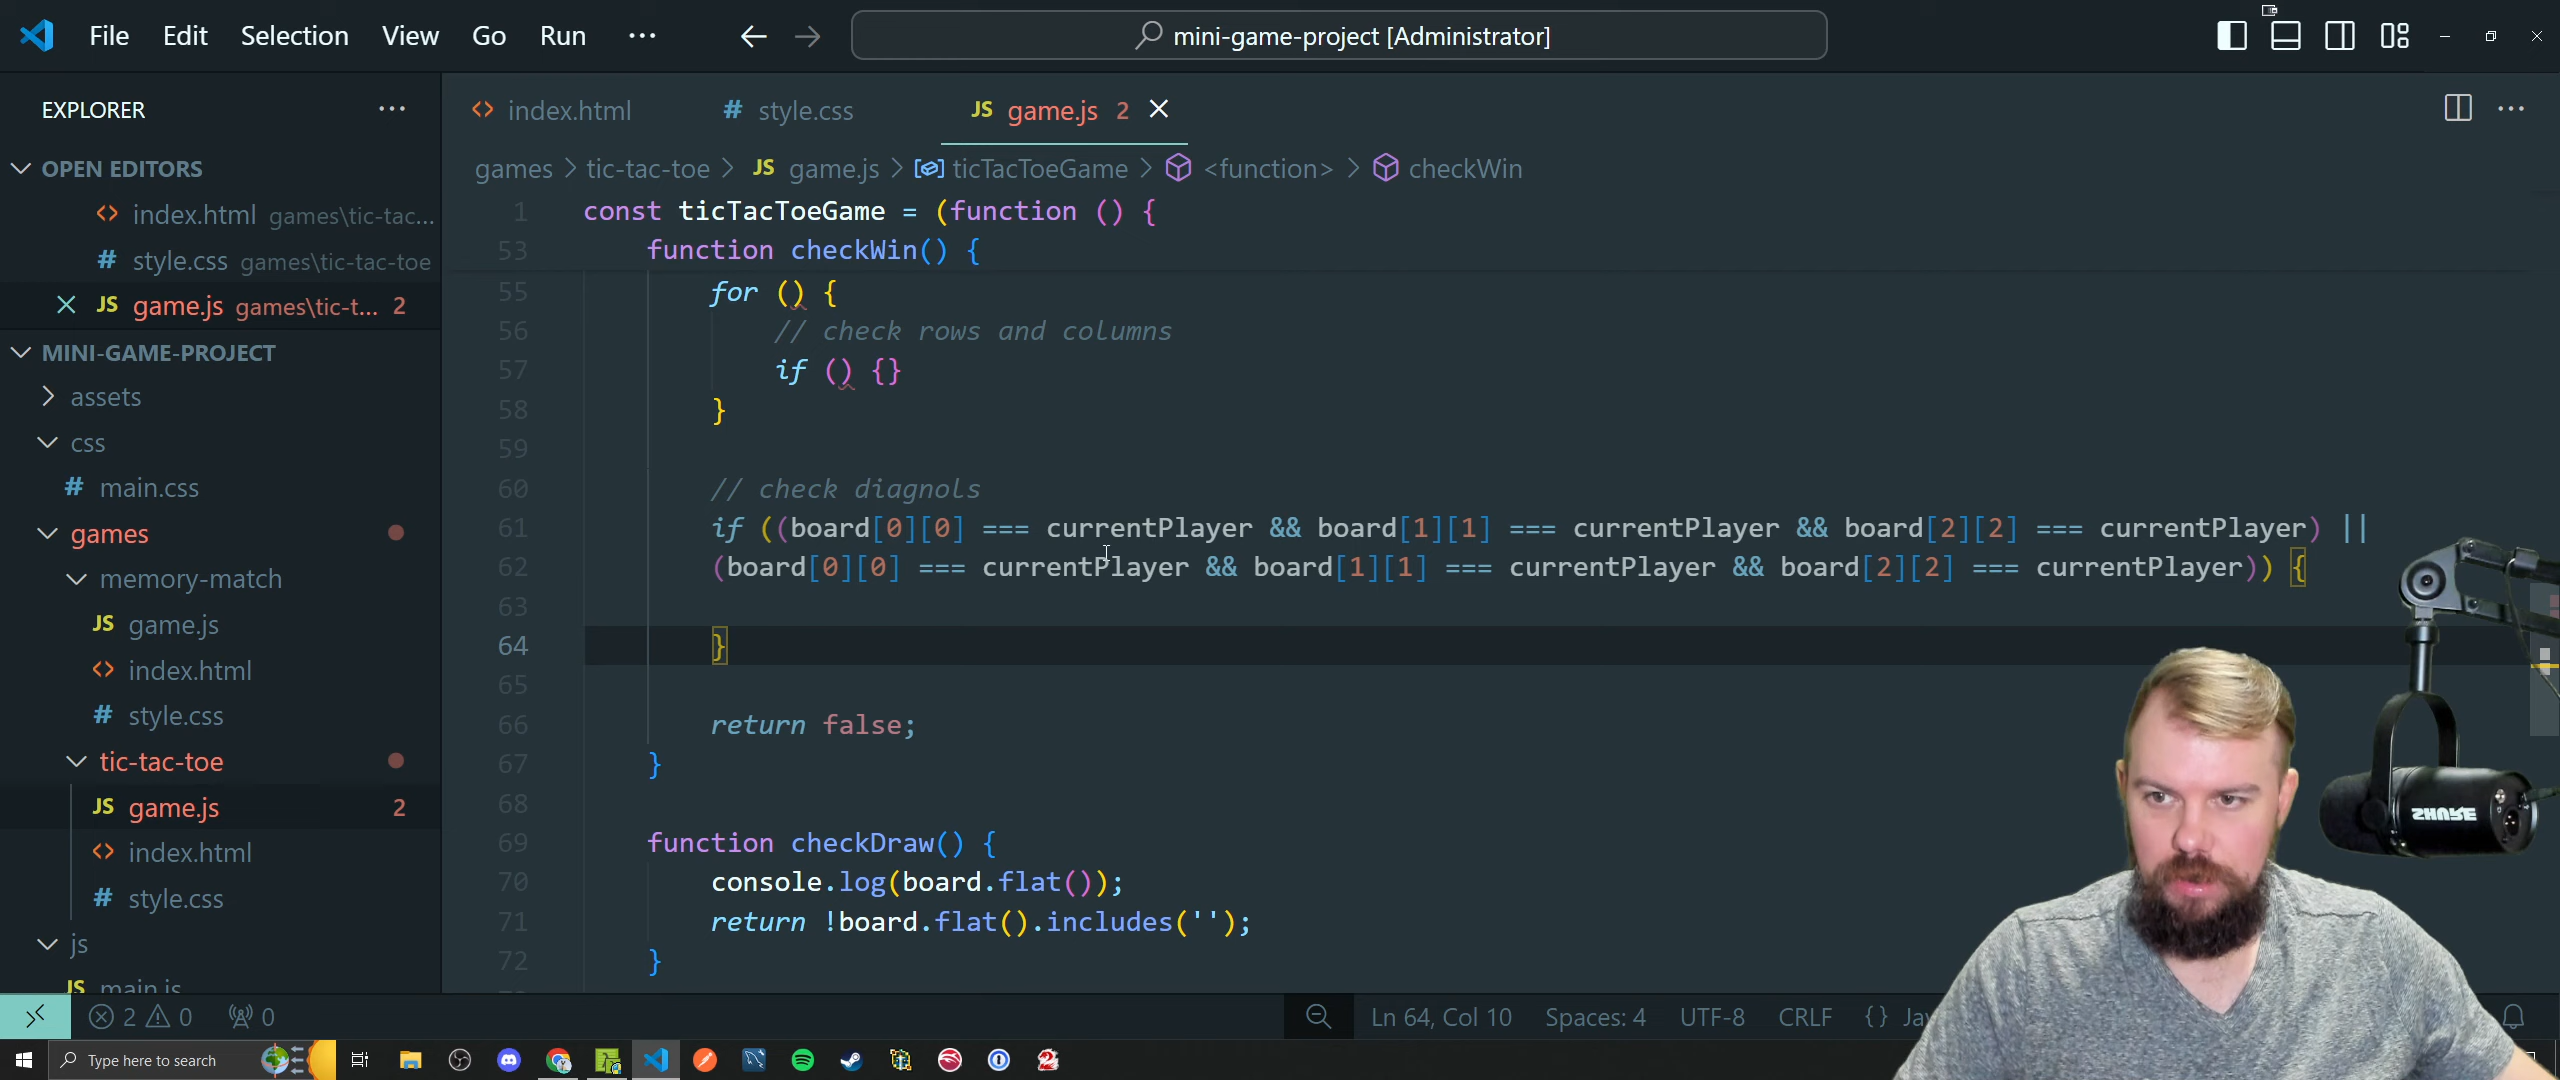 File Edit Selection View Go Run ···
mini-game-project [Administrator]
EXPLORER ···
index.html
# style.css
JS game.js 2
OPEN EDITORS
index.html games\tic-tac...
# style.css games\tic-tac-toe
JS game.js games\tic-t... 2
MINI-GAME-PROJECT
assets
css
# main.css
games
memory-match
JS game.js
index.html
# style.css
tic-tac-toe
JS game.js 2
index.html
# style.css
js
JS main.js
games > tic-tac-toe > JS game.js > ticTacToeGame > <function> > checkWin
1 const ticTacToeGame = (function () {
53 function checkWin() {
55 for () {
56 // check rows and columns
57 if () {}
58 }
59
60 // check diagnols
61 if ((board[0][0] === currentPlayer && board[1][1] === currentPlayer && board[2][2] === currentPlayer) ||
62 (board[0][0] === currentPlayer && board[1][1] === currentPlayer && board[2][2] === currentPlayer)) {
63
64 }
65
66 return false;
67 }
68
69 function checkDraw() {
70 console.log(board.flat());
71 return !board.flat().includes('');
72 }
SHURE
2 0 0
Ln 64, Col 10 Spaces: 4 UTF-8 CRLF {}
Type here to search